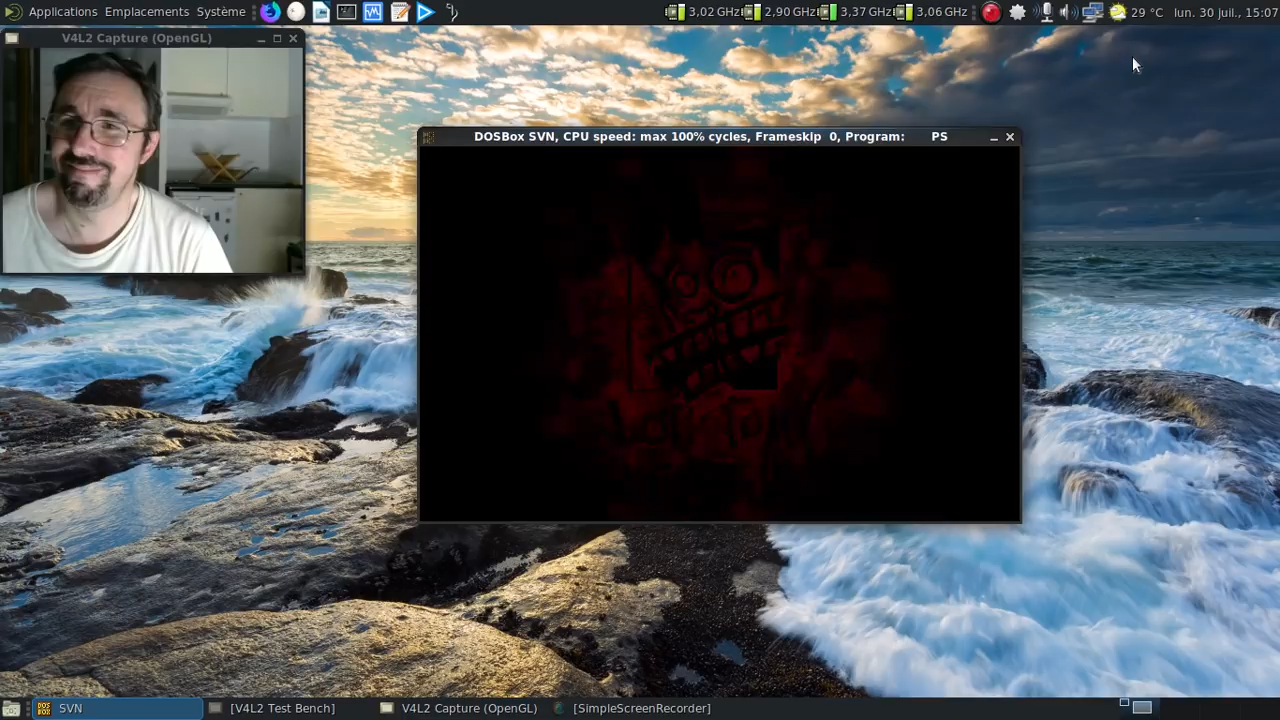 Applications Emplacements Système 3,02 GHz 2,90 GHz 3,37 GHz 3,06 GHz 29 °C lun. 30 juil., 15:07
V4L2 Capture (OpenGL)
DOSBox SVN, CPU speed: max 100% cycles, Frameskip 0, Program: PS
SVN [V4L2 Test Bench] V4L2 Capture (OpenGL) [SimpleScreenRecorder]